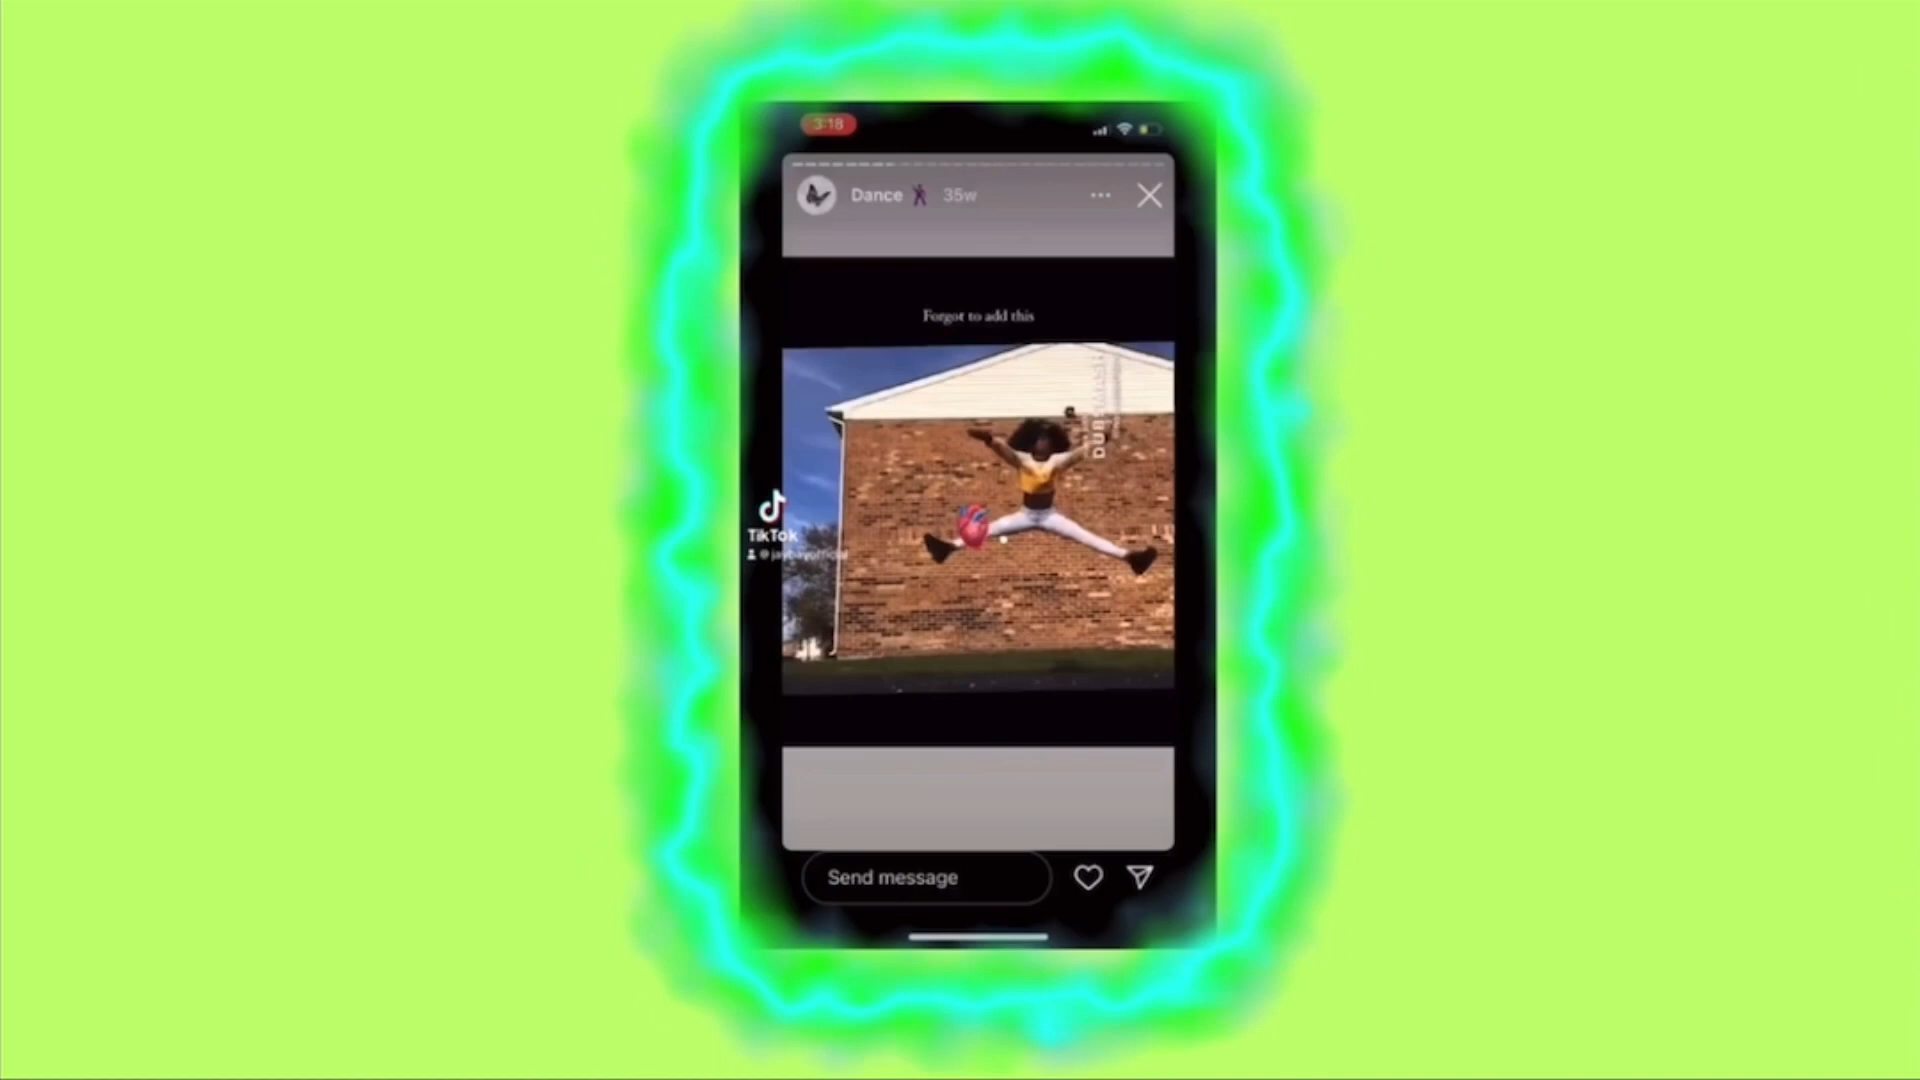 3:18
Dance 35w
Forgot to add this
TikTok
Send message